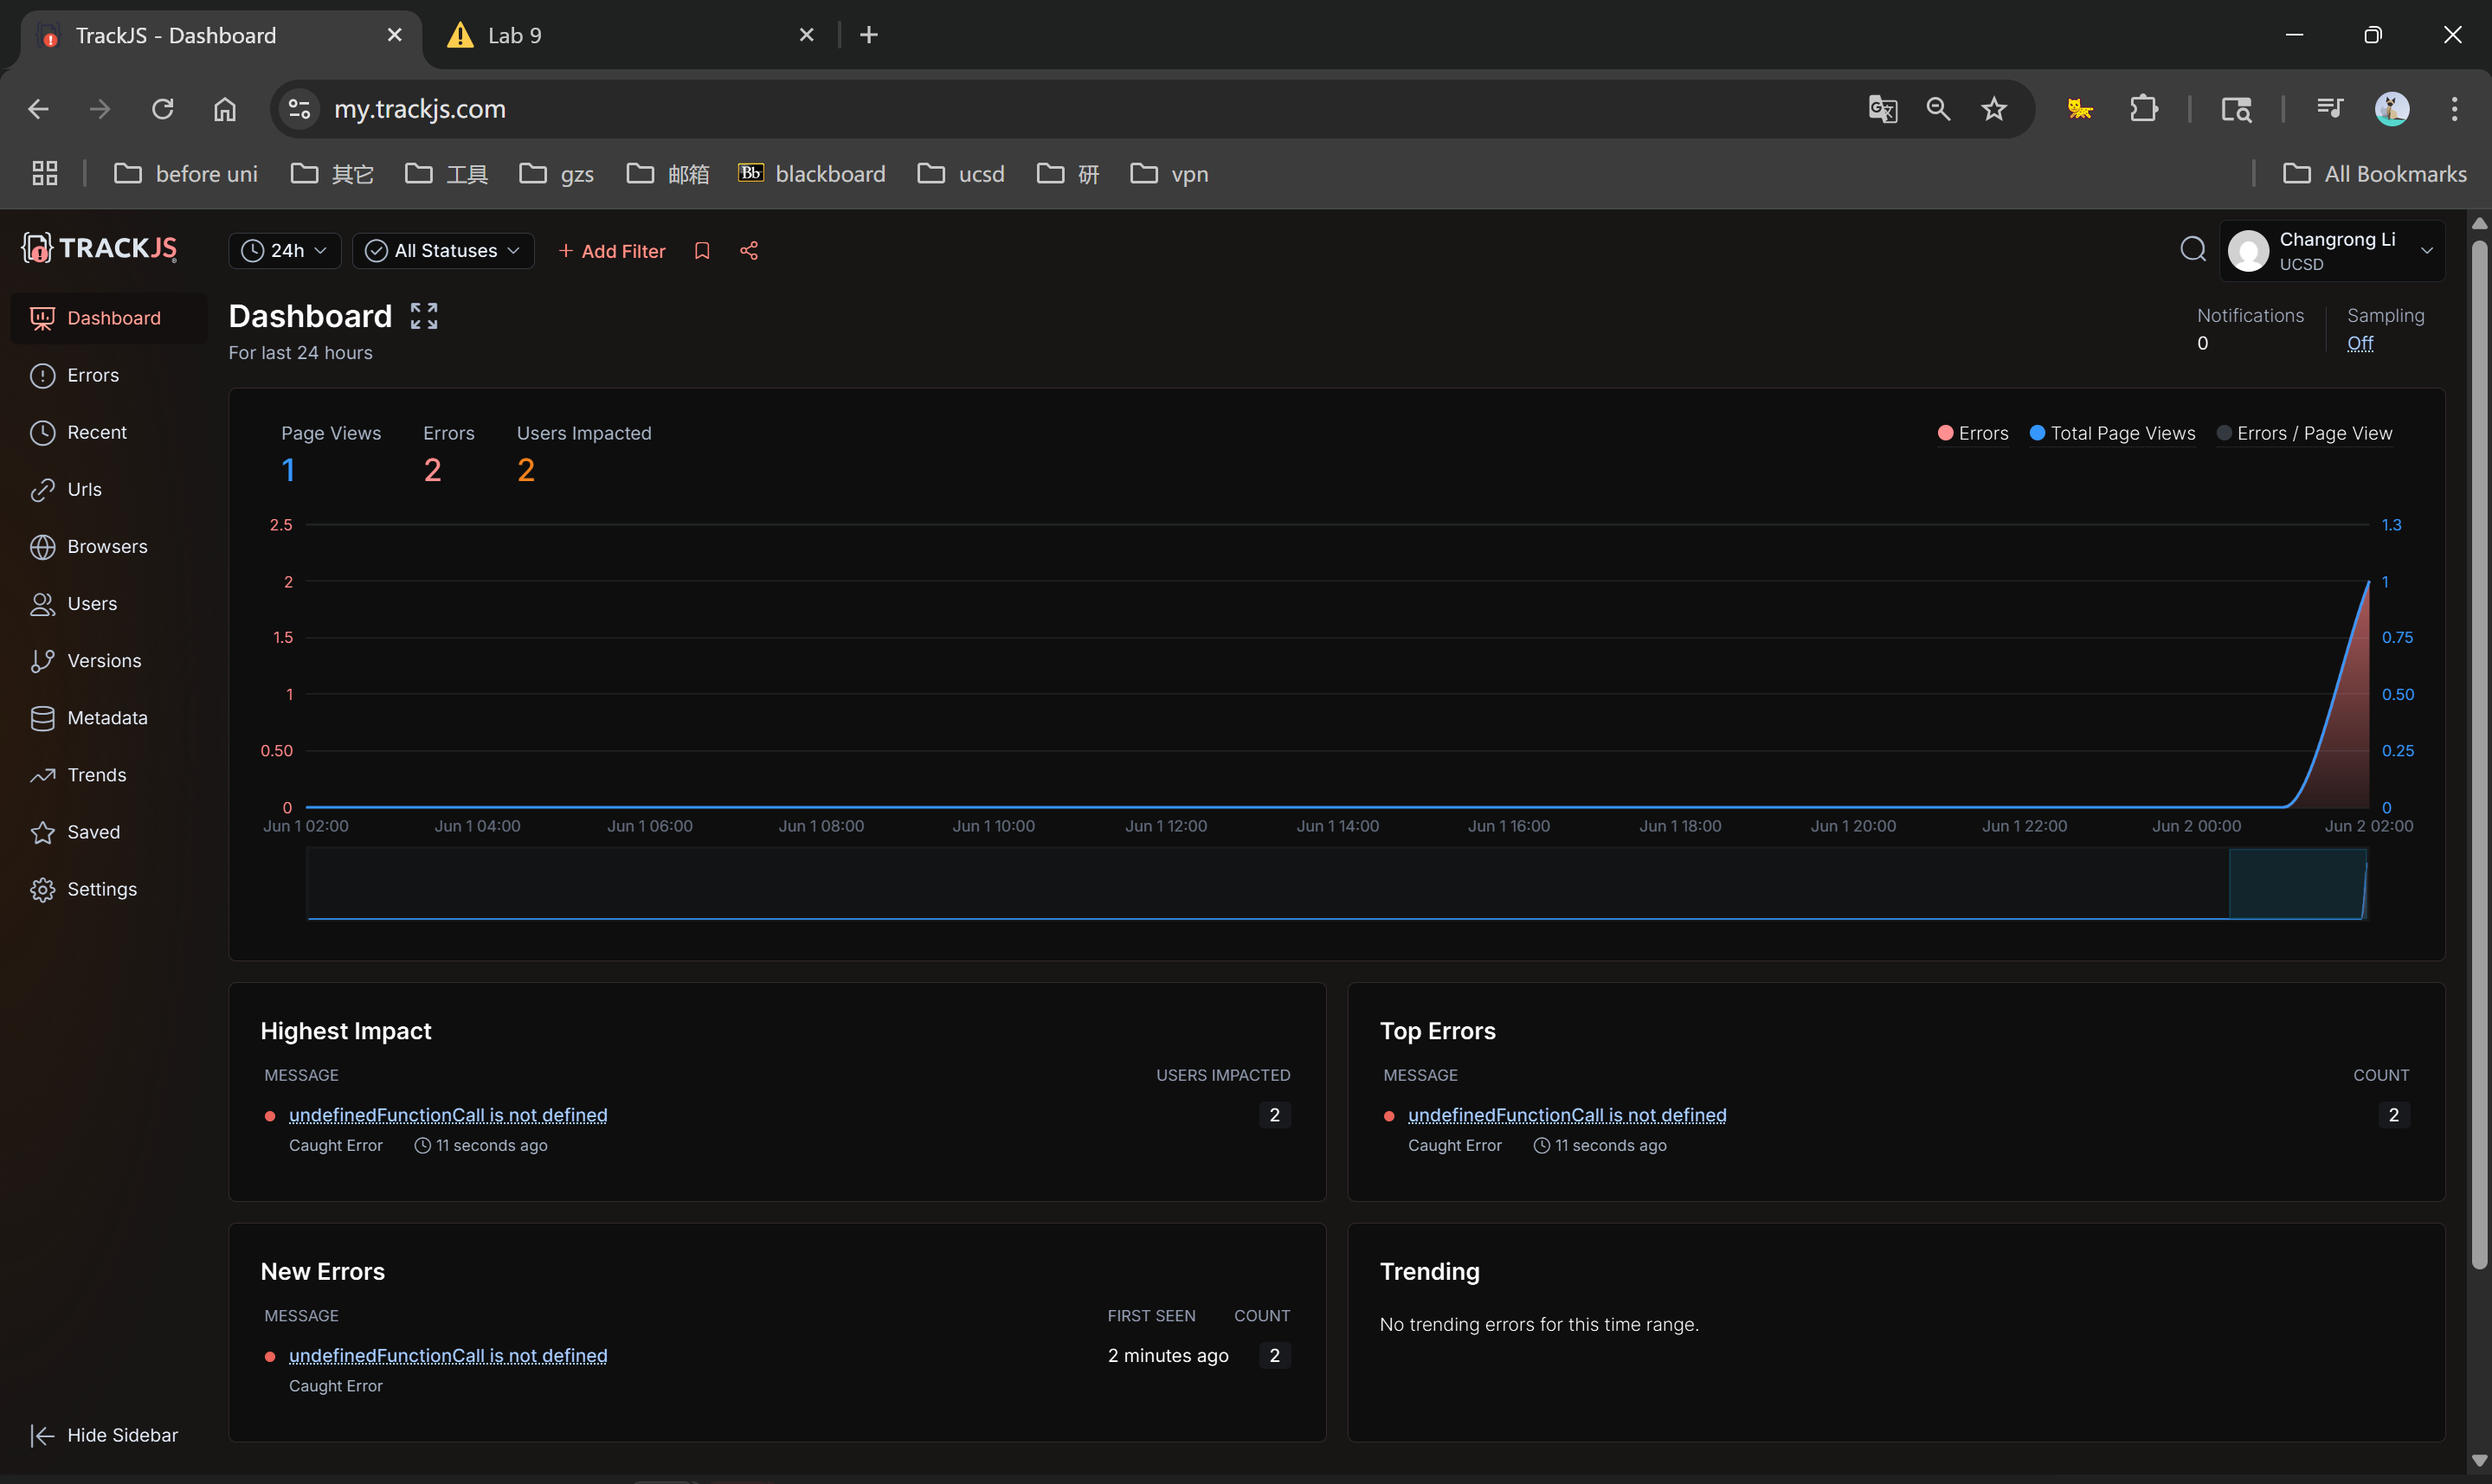 TrackJS - Dashboard
Lab 9
my.trackjs.com
before uni
其它
工具
gzs
邮箱
Bb blackboard
ucsd
研
vpn
All Bookmarks
TRACKJS
24h
All Statuses
+ Add Filter
Changrong Li
UCSD
Dashboard
Errors
Recent
Urls
Browsers
Users
Versions
Metadata
Trends
Saved
Settings
Hide Sidebar
Dashboard
For last 24 hours
Notifications
0
Sampling
Off
Page Views
1
Errors
2
Users Impacted
2
Errors
Total Page Views
Errors / Page View
2.5
2
1.5
1
0.50
0
1.3
1
0.75
0.50
0.25
0
Jun 1 02:00
Jun 1 04:00
Jun 1 06:00
Jun 1 08:00
Jun 1 10:00
Jun 1 12:00
Jun 1 14:00
Jun 1 16:00
Jun 1 18:00
Jun 1 20:00
Jun 1 22:00
Jun 2 00:00
Jun 2 02:00
Highest Impact
MESSAGE USERS IMPACTED
undefinedFunctionCall is not defined 2
Caught Error 11 seconds ago
Top Errors
MESSAGE COUNT
undefinedFunctionCall is not defined 2
Caught Error 11 seconds ago
New Errors
MESSAGE FIRST SEEN COUNT
undefinedFunctionCall is not defined 2 minutes ago 2
Caught Error
Trending
No trending errors for this time range.